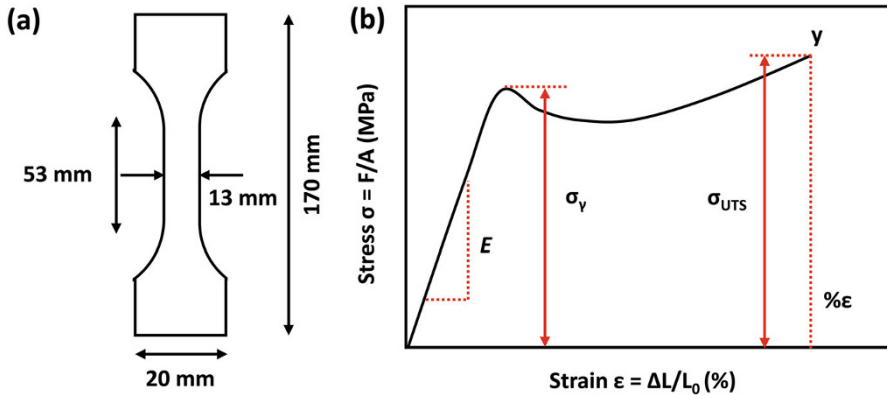 (a)
53 mm
13 mm
170 mm
20 mm
(b)
Stress σ = F/A (MPa)
E
σγ
σUTS
y
%ε
Strain ε = ΔL/L₀ (%)